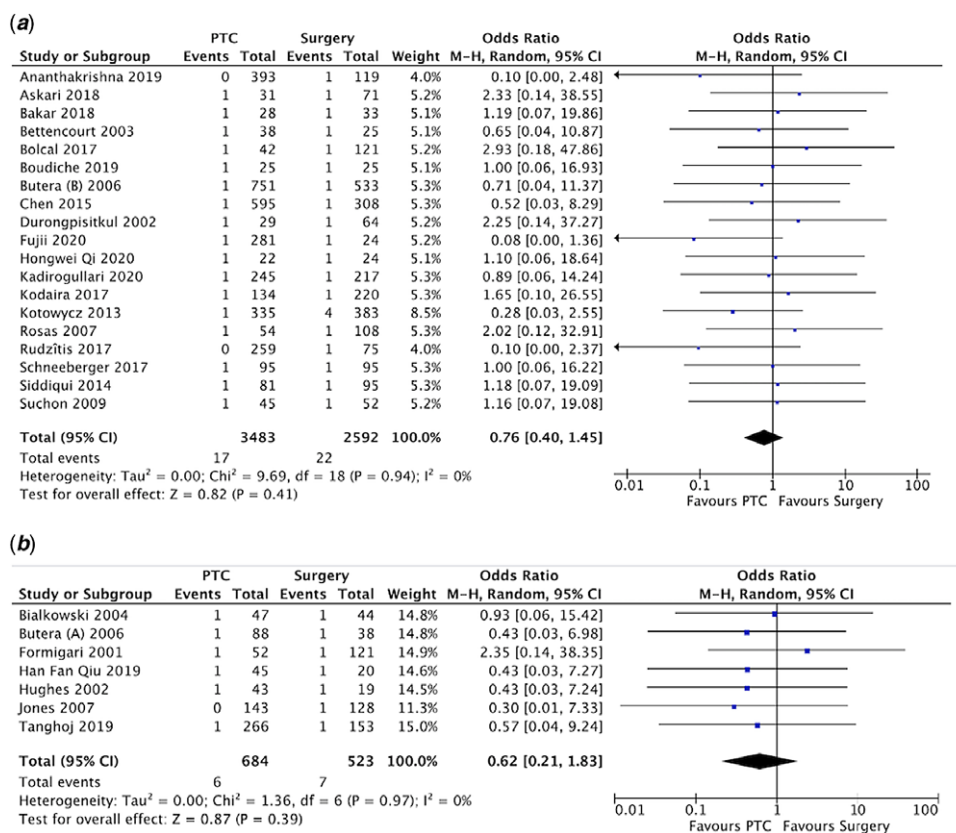 (a)
PTC Surgery Odds Ratio Odds Ratio
Study or Subgroup Events Total Events Total Weight M-H, Random, 95% CI M-H, Random, 95% CI
Ananthakrishna 2019 0 393 1 119 4.0% 0.10 [0.00, 2.48]
Askari 2018 1 31 1 71 5.2% 2.33 [0.14, 38.55]
Bakar 2018 1 28 1 33 5.1% 1.19 [0.07, 19.86]
Bettencourt 2003 1 38 1 25 5.1% 0.65 [0.04, 10.87]
Bolcal 2017 1 42 1 121 5.2% 2.93 [0.18, 47.86]
Boudiche 2019 1 25 1 25 5.1% 1.00 [0.06, 16.93]
Butera (B) 2006 1 751 1 533 5.3% 0.71 [0.04, 11.37]
Chen 2015 1 595 1 308 5.3% 0.52 [0.03, 8.29]
Durongpisitkul 2002 1 29 1 64 5.2% 2.25 [0.14, 37.27]
Fujii 2020 1 281 1 24 5.2% 0.08 [0.00, 1.36]
Hongwei Qi 2020 1 22 1 24 5.1% 1.10 [0.06, 18.64]
Kadirogullari 2020 1 245 1 217 5.3% 0.89 [0.06, 14.24]
Kodaira 2017 1 134 1 220 5.3% 1.65 [0.10, 26.55]
Kotowycz 2013 1 335 4 383 8.5% 0.28 [0.03, 2.55]
Rosas 2007 1 54 1 108 5.2% 2.02 [0.12, 32.91]
Rudzîtis 2017 0 259 1 75 4.0% 0.10 [0.00, 2.37]
Schneeberger 2017 1 95 1 95 5.3% 1.00 [0.06, 16.22]
Siddiqui 2014 1 81 1 95 5.3% 1.18 [0.07, 19.09]
Suchon 2009 1 45 1 52 5.2% 1.16 [0.07, 19.08]
Total (95% CI) 3483 2592 100.0% 0.76 [0.40, 1.45]
Total events 17 22
Heterogeneity: Tau² = 0.00; Chi² = 9.69, df = 18 (P = 0.94); I² = 0%
Test for overall effect: Z = 0.82 (P = 0.41)
0.01 0.1 1 10 100
Favours PTC Favours Surgery
(b)
PTC Surgery Odds Ratio Odds Ratio
Study or Subgroup Events Total Events Total Weight M-H, Random, 95% CI M-H, Random, 95% CI
Bialkowski 2004 1 47 1 44 14.8% 0.93 [0.06, 15.42]
Butera (A) 2006 1 88 1 38 14.8% 0.43 [0.03, 6.98]
Formigari 2001 1 52 1 121 14.9% 2.35 [0.14, 38.35]
Han Fan Qiu 2019 1 45 1 20 14.6% 0.43 [0.03, 7.27]
Hughes 2002 1 43 1 19 14.5% 0.43 [0.03, 7.24]
Jones 2007 0 143 1 128 11.3% 0.30 [0.01, 7.33]
Tanghoj 2019 1 266 1 153 15.0% 0.57 [0.04, 9.24]
Total (95% CI) 684 523 100.0% 0.62 [0.21, 1.83]
Total events 6 7
Heterogeneity: Tau² = 0.00; Chi² = 1.36, df = 6 (P = 0.97); I² = 0%
Test for overall effect: Z = 0.87 (P = 0.39)
0.01 0.1 1 10 100
Favours PTC Favours Surgery